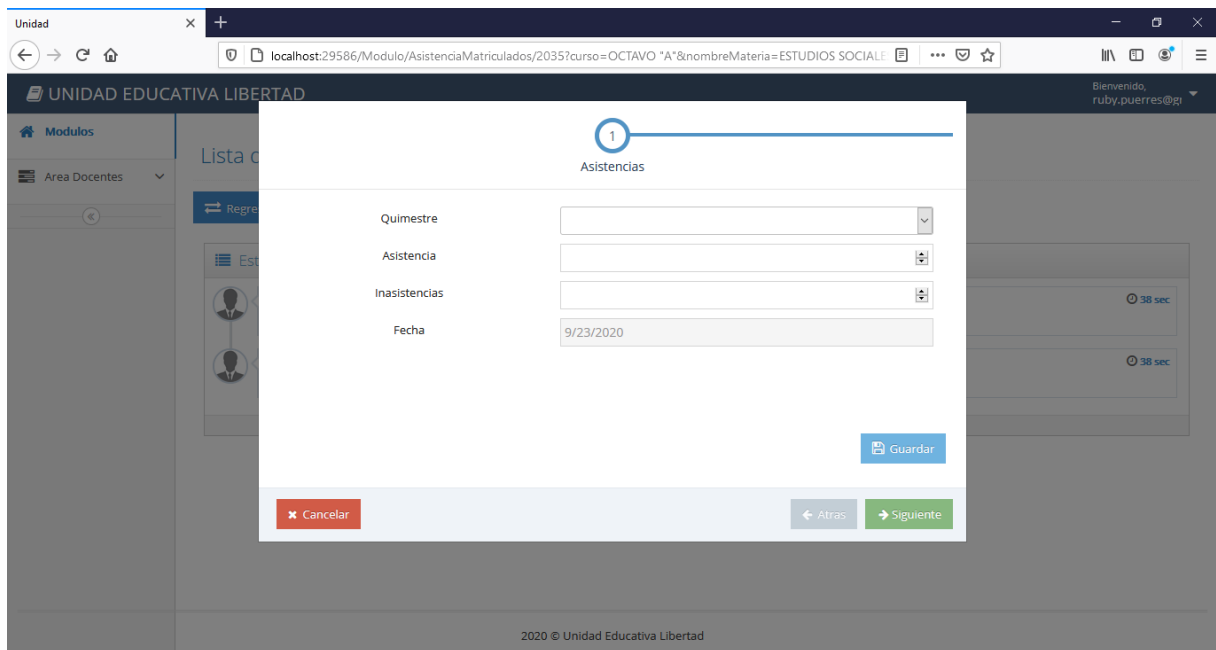 Unidad
localhost:29586/Modulo/AsistenciaMatriculados/2035?curso=OCTAVO "A"&nombreMateria=ESTUDIOS SOCIALE
UNIDAD EDUCATIVA LIBERTAD
Bienvenido,
ruby.puerres@gi
Modulos
Area Docentes
Lista
Regre
Est
1
Asistencias
Quimestre
Asistencia
Inasistencias
Fecha
9/23/2020
38 sec
38 sec
Guardar
Cancelar
Atras
Siguiente
2020 © Unidad Educativa Libertad